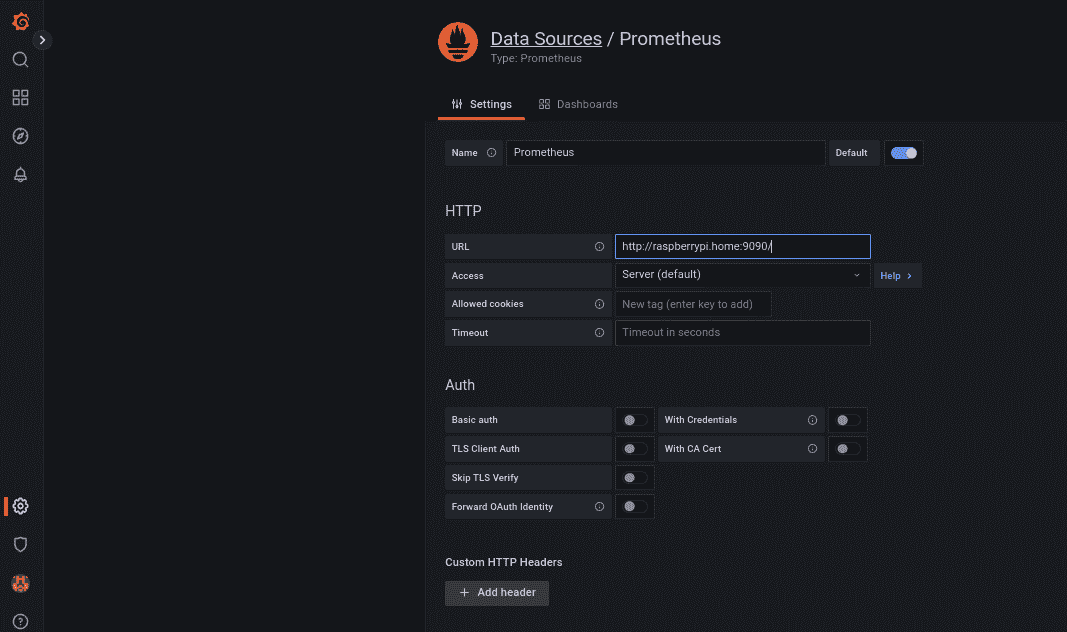 Data Sources / Prometheus
Type: Prometheus
Settings Dashboards
Name Prometheus Default
HTTP
URL http://raspberrypi.home:9090/
Access Server (default) Help
Allowed cookies New tag (enter key to add)
Timeout Timeout in seconds
Auth
Basic auth With Credentials
TLS Client Auth With CA Cert
Skip TLS Verify
Forward OAuth Identity
Custom HTTP Headers
+ Add header